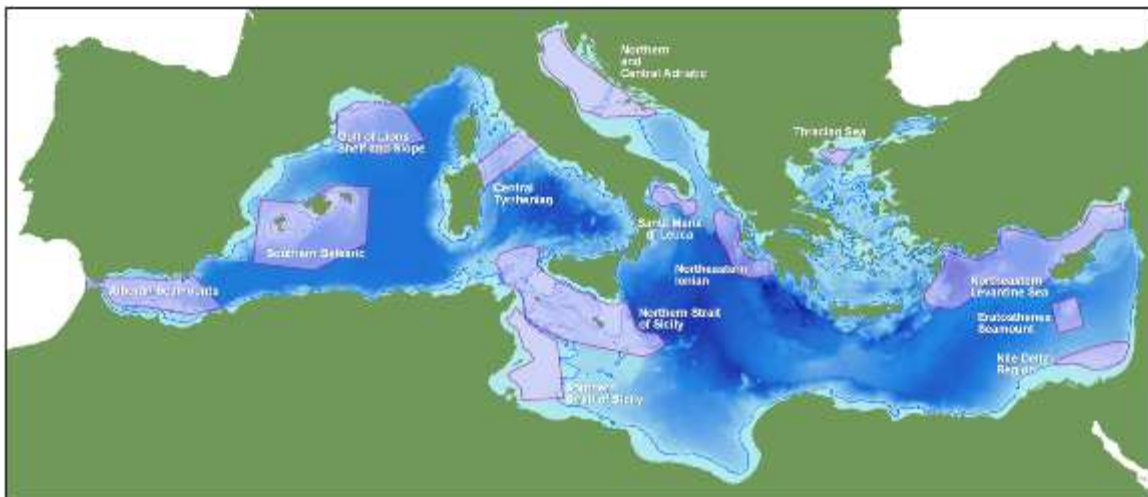 Northern
and
Central Adriatic
Thracian Sea
Gulf of Lions
Shelf and Slope
Central
Tyrrhenian
Santa Maria
di Leuca
Southern Balearic
Northeastern
Ionian
Northeastern
Levantine Sea
Alboran Seamounts
Northern Strait
of Sicily
Eratosthenes
Seamount
Nile Delta
Region
Southern
Strait of Sicily